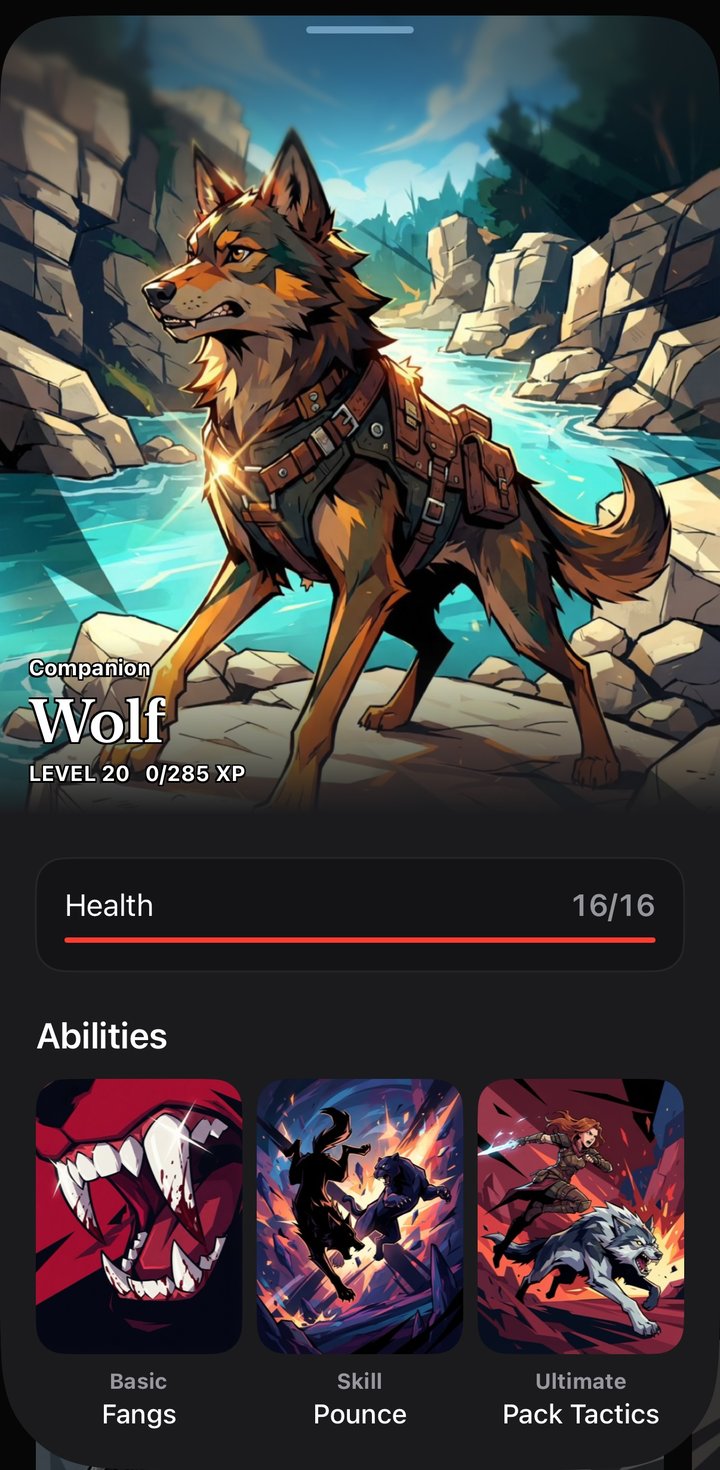 Companion
Wolf
LEVEL 20 0/285 XP
Health 16/16
Abilities
Basic Skill Ultimate
Fangs Pounce Pack Tactics